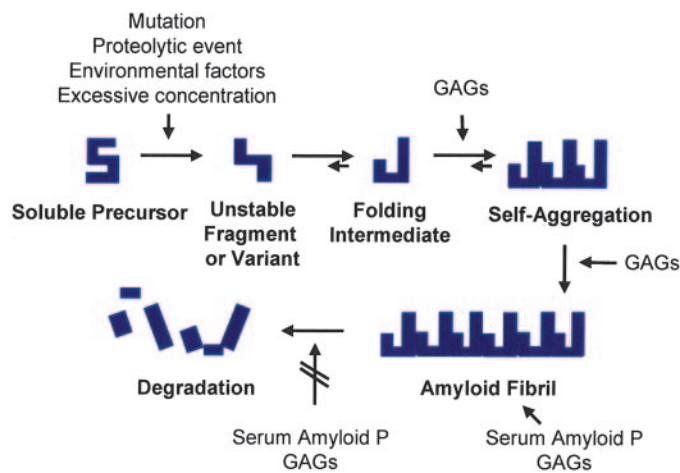 Mutation
Proteolytic event
Environmental factors
Excessive concentration
GAGs
Soluble Precursor
Unstable
Fragment
or Variant
Folding
Intermediate
Self-Aggregation
GAGs
Degradation
Amyloid Fibril
Serum Amyloid P
GAGs
Serum Amyloid P
GAGs